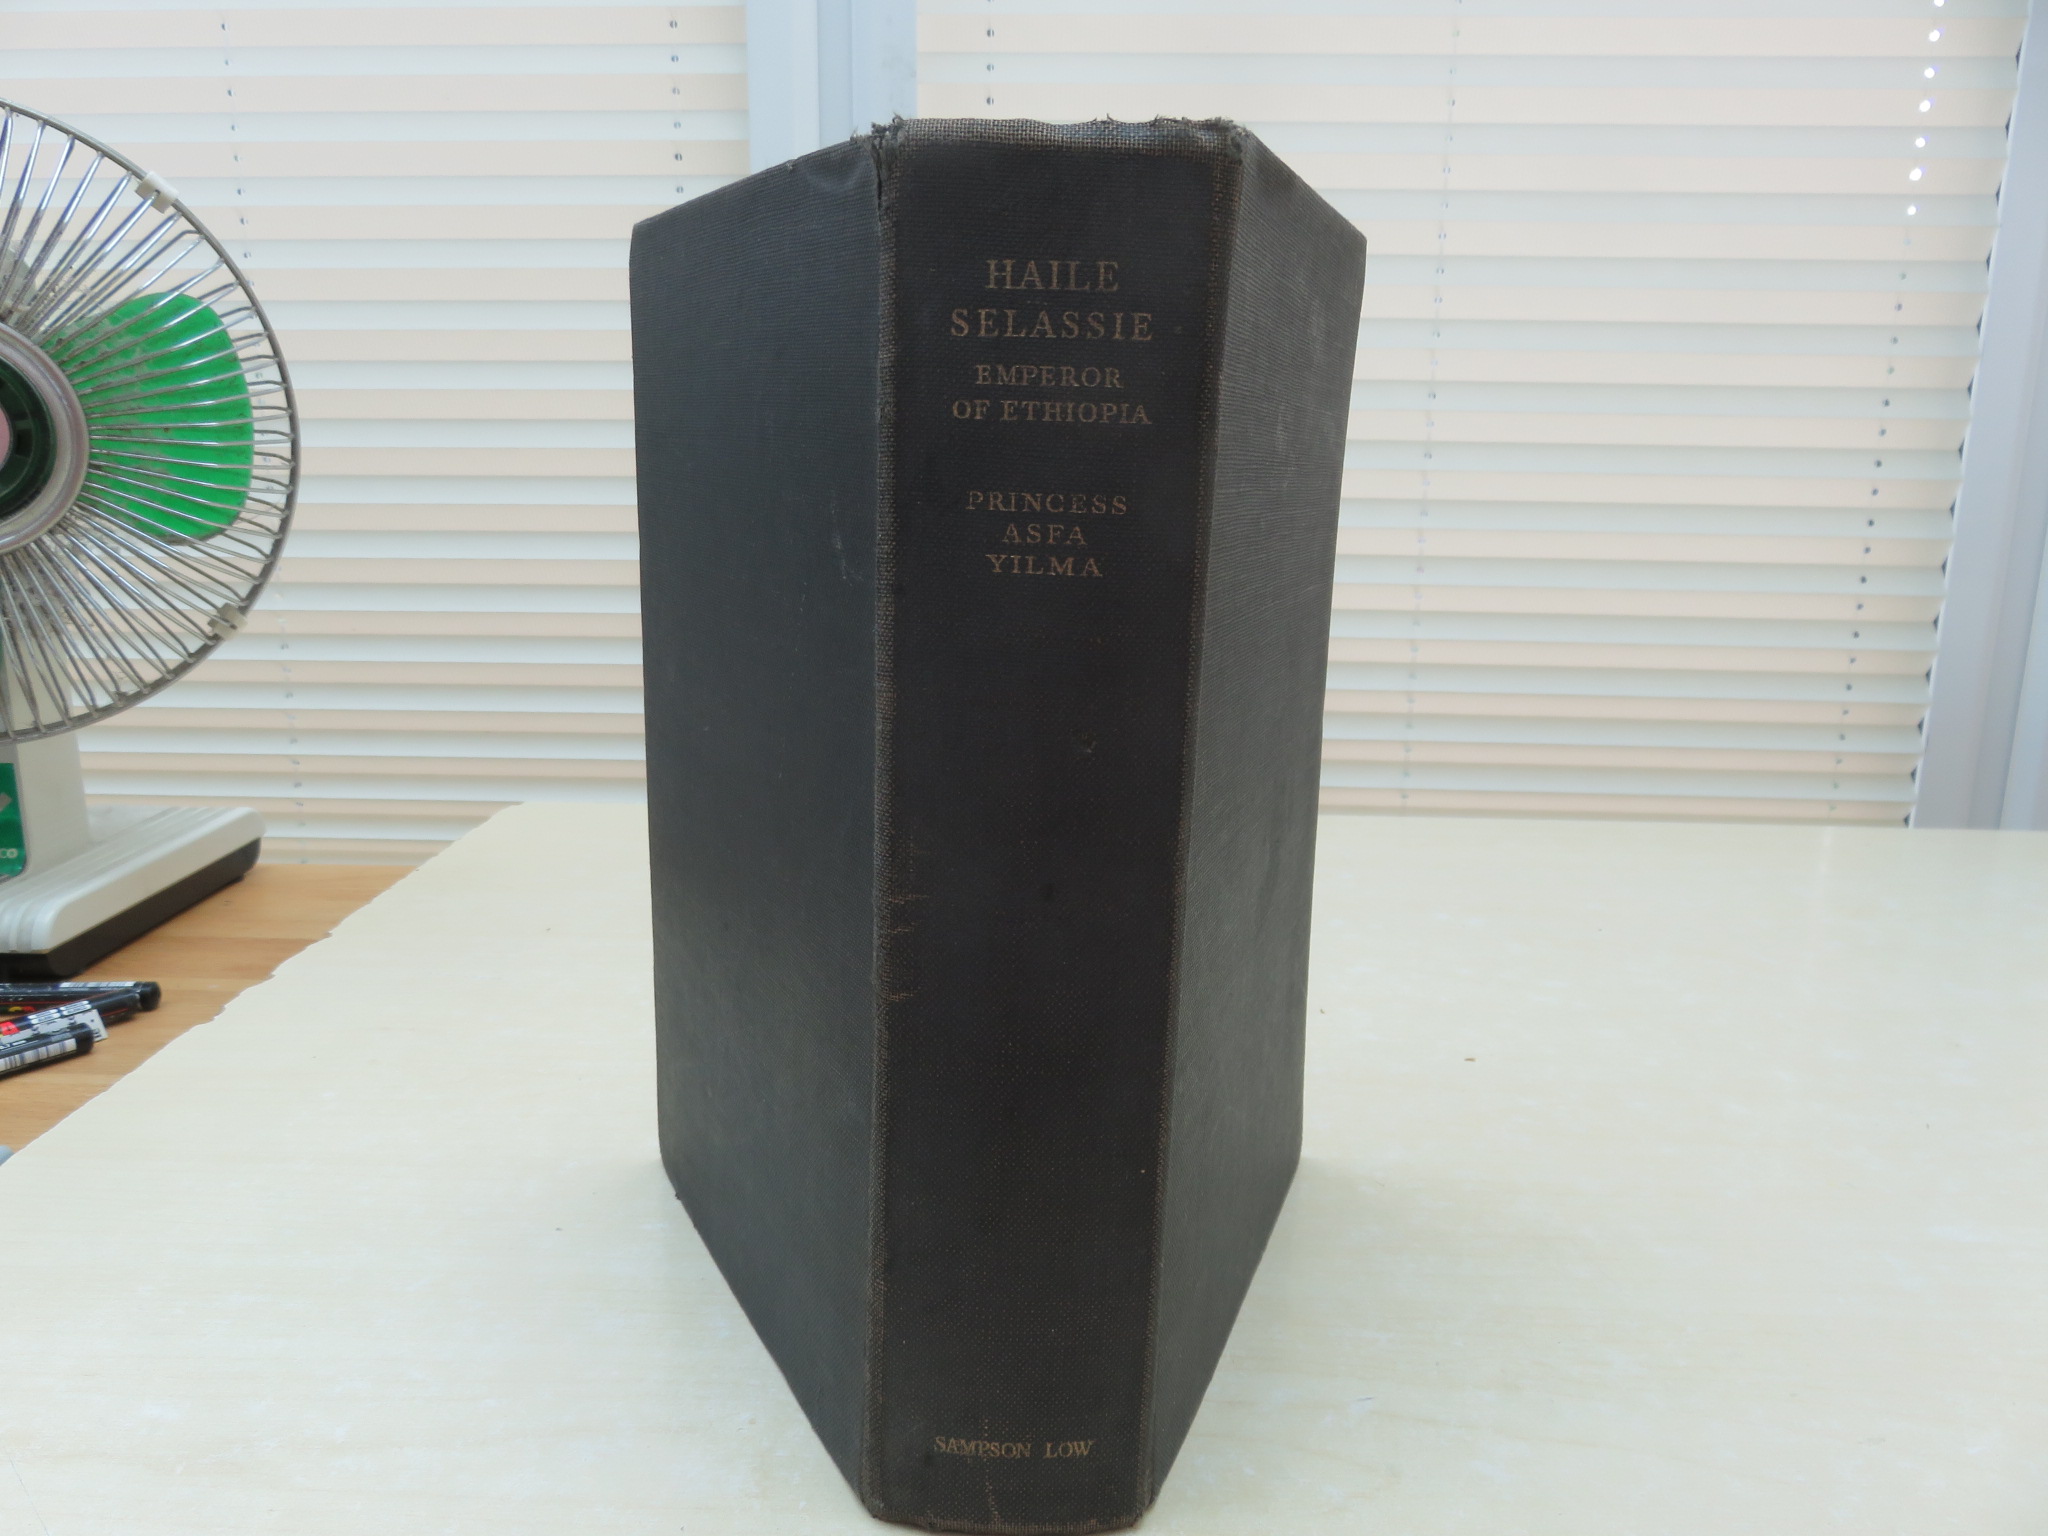 HAILE
SELASSIE
EMPEROR
OF ETHIOPIA
PRINCESS
ASFA
YILMA
SAMPSON LOW